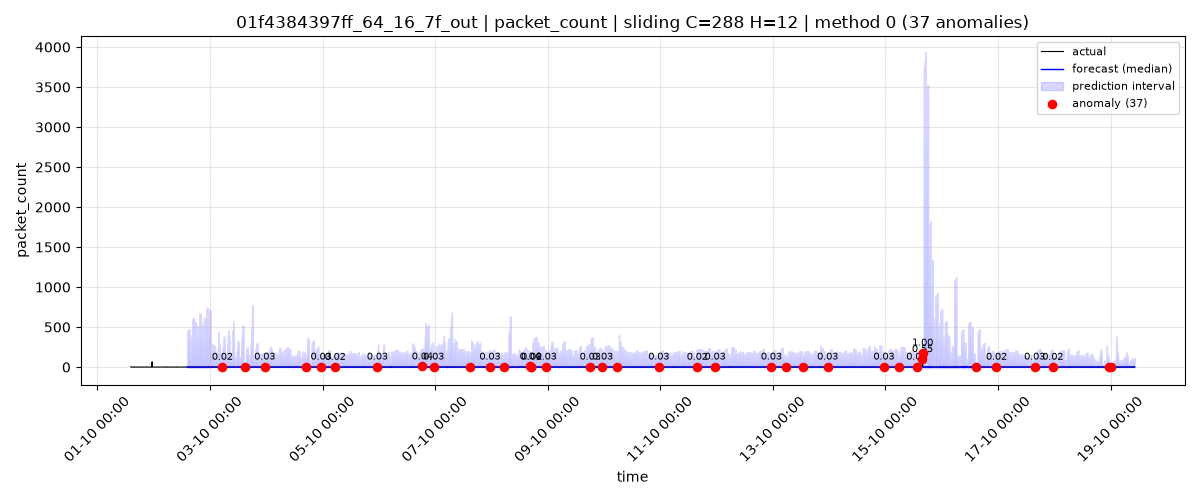 01f4384397ff_64_16_7f_out | packet_count | sliding C=288 H=12 | method 0 (37 anomalies)
packet_count
4000
3500
3000
2500
2000
1500
1000
500
0
actual
forecast (median)
prediction interval
anomaly (37)
1.00
0.02 0.03 0.02 0.03 0.03 0.03 0.03 0.03 0.02 0.03 0.03 0.03 0.03 0.02 0.03 0.02
01-10 00:00
03-10 00:00
05-10 00:00
07-10 00:00
09-10 00:00
11-10 00:00
13-10 00:00
15-10 00:00
17-10 00:00
19-10 00:00
time